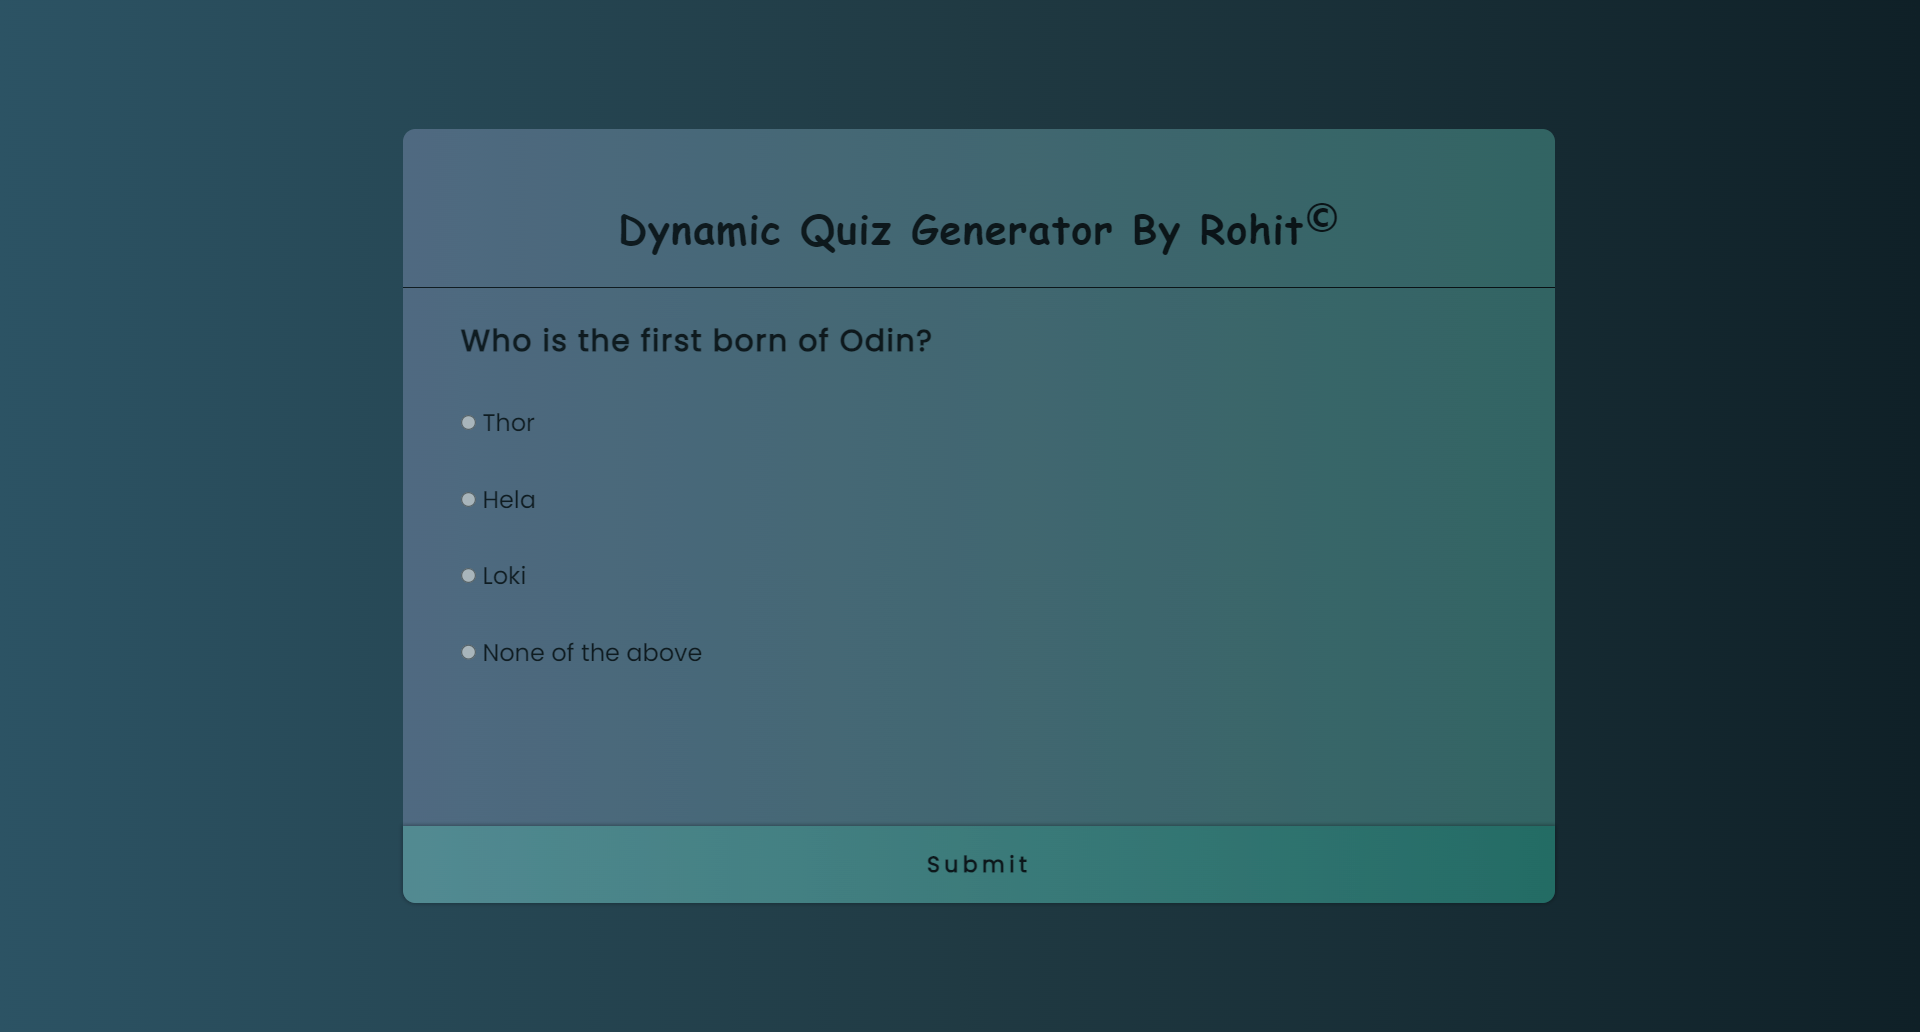 Dynamic Quiz Generator By Rohit©
Who is the first born of Odin?
Thor
Hela
Loki
None of the above
Submit